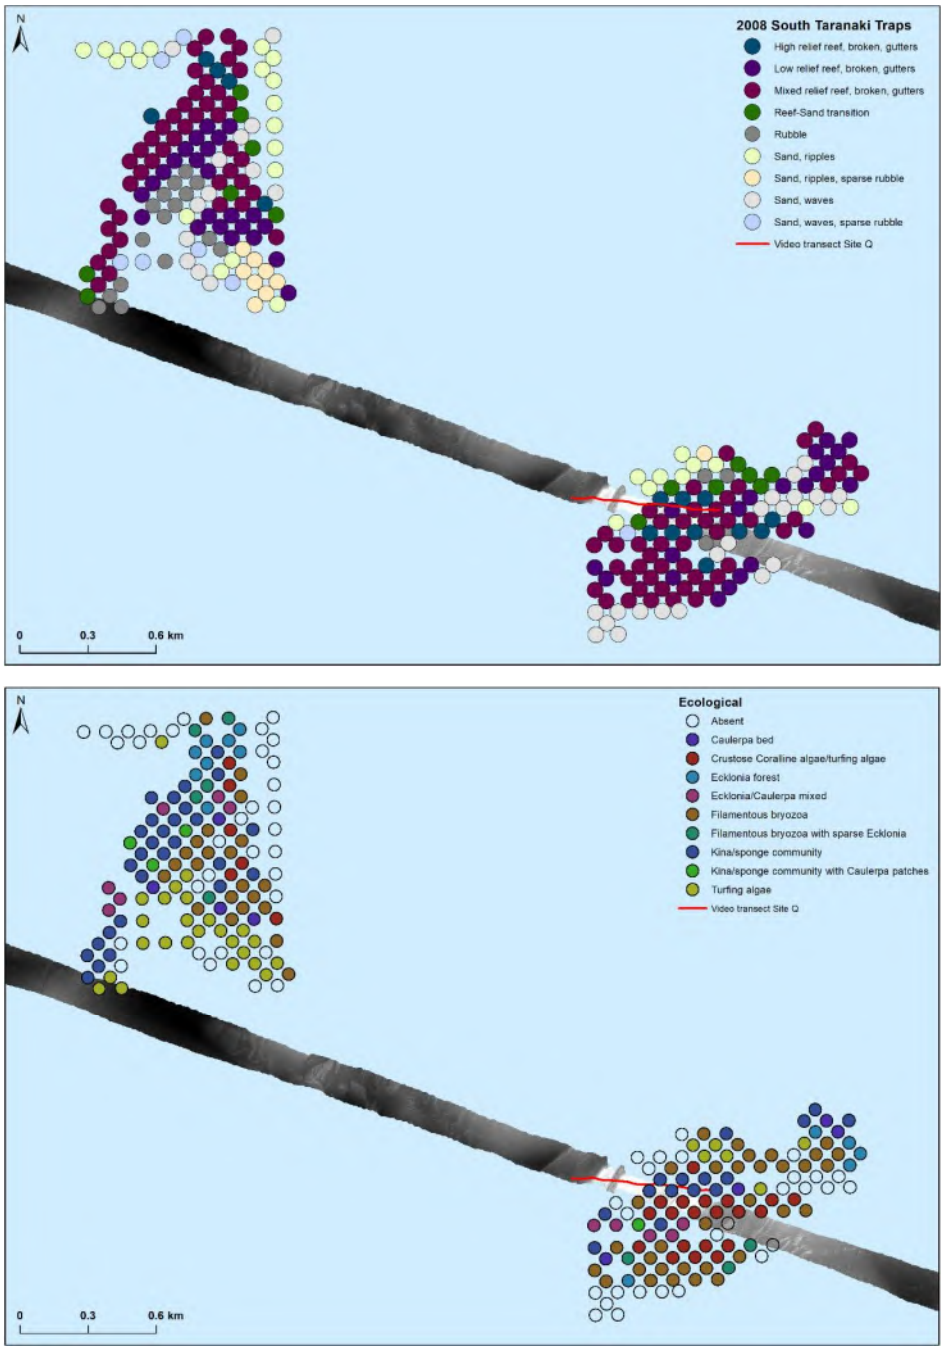 N
2008 South Taranaki Traps
High relief reef, broken, gutters
Low relief reef, broken, gutters
Mixed relief reef, broken, gutters
Reef-Sand transition
Rubble
Sand, ripples
Sand, ripples, sparse rubble
Sand, waves
Sand, waves, sparse rubble
Video transect Site Q
0 0.3 0.6 km
N
Ecological
Absent
Caulerpa bed
Crustose Coralline algae/turfing algae
Ecklonia forest
Ecklonia/Caulerpa mixed
Filamentous bryozoa
Filamentous bryozoa with sparse Ecklonia
Kina/sponge community
Kina/sponge community with Caulerpa patches
Turfing algae
Video transect Site Q
0 0.3 0.6 km